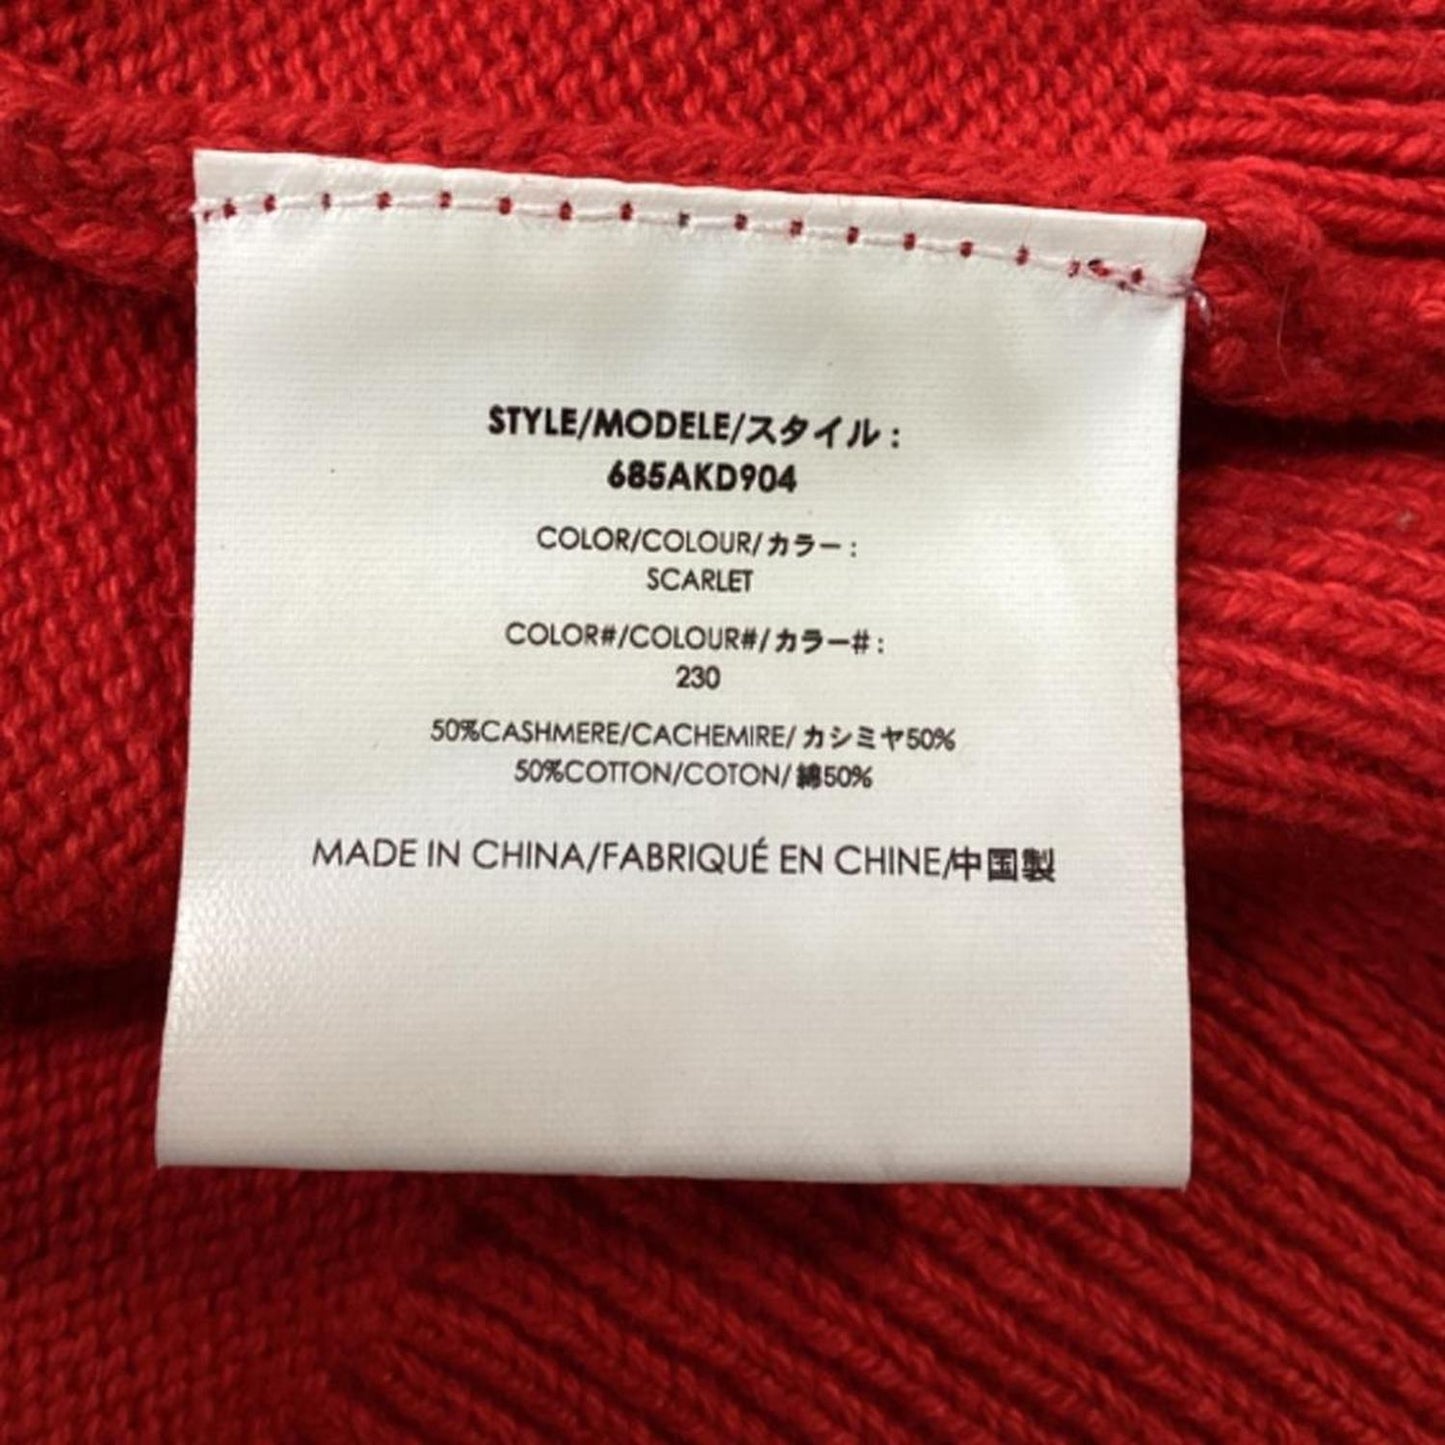 STYLE/MODELE/スタイル :
685AKD904
COLOR/COLOUR/カラー :
SCARLET
COLOR#/COLOUR#/カラー# :
230
50%CASHMERE/CACHEMIRE/カシミヤ50%
50%COTTON/COTON/綿50%
MADE IN CHINA/FABRIQUÉ EN CHINE/中国製